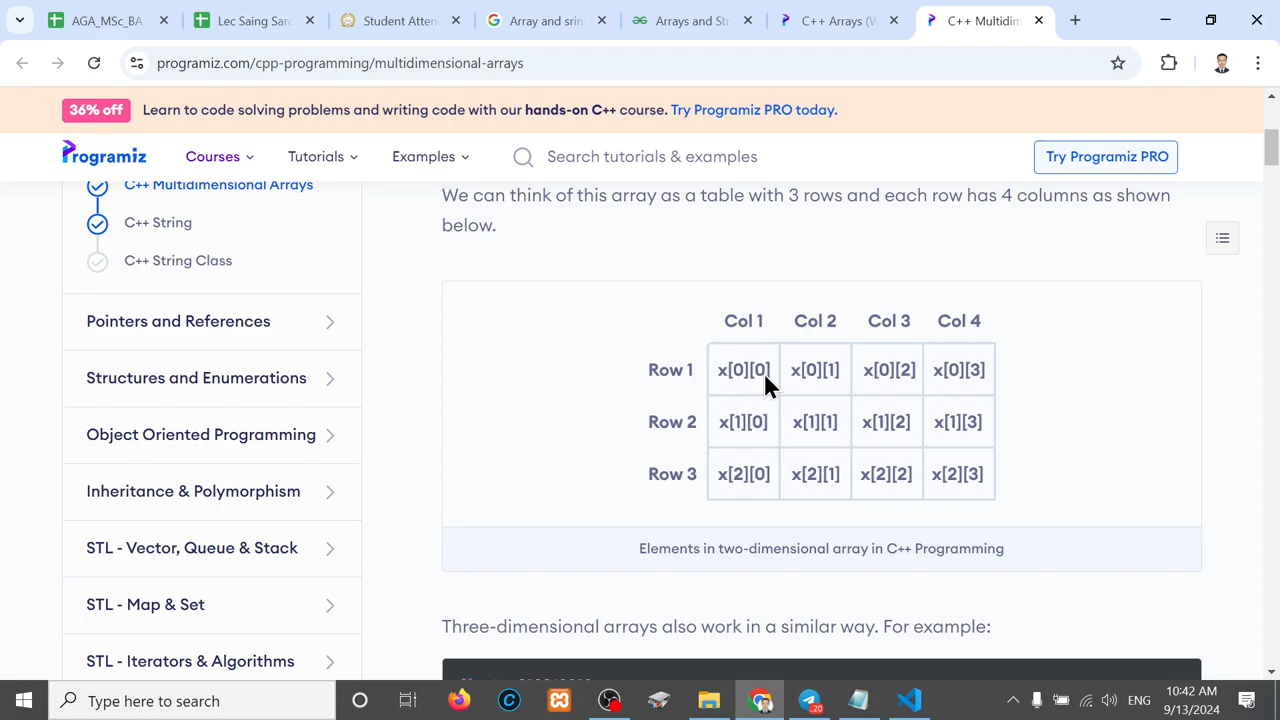 AGA_MSc_BA_
Lec Saing Saro
Student Atten
Array and srin
Arrays and Str
C++ Arrays (W
C++ Multidim
programiz.com/cpp-programming/multidimensional-arrays
36% off Learn to code solving problems and writing code with our hands-on C++ course. Try Programiz PRO today.
Programiz Courses Tutorials Examples Search tutorials & examples Try Programiz PRO
C++ Multidimensional Arrays
C++ String
C++ String Class
Pointers and References
Structures and Enumerations
Object Oriented Programming
Inheritance & Polymorphism
STL - Vector, Queue & Stack
STL - Map & Set
STL - Iterators & Algorithms
We can think of this array as a table with 3 rows and each row has 4 columns as shown
below.
Col 1 Col 2 Col 3 Col 4
Row 1 x[0][0] x[0][1] x[0][2] x[0][3]
Row 2 x[1][0] x[1][1] x[1][2] x[1][3]
Row 3 x[2][0] x[2][1] x[2][2] x[2][3]
Elements in two-dimensional array in C++ Programming
Three-dimensional arrays also work in a similar way. For example:
Type here to search
.20
ENG
10:42 AM
9/13/2024